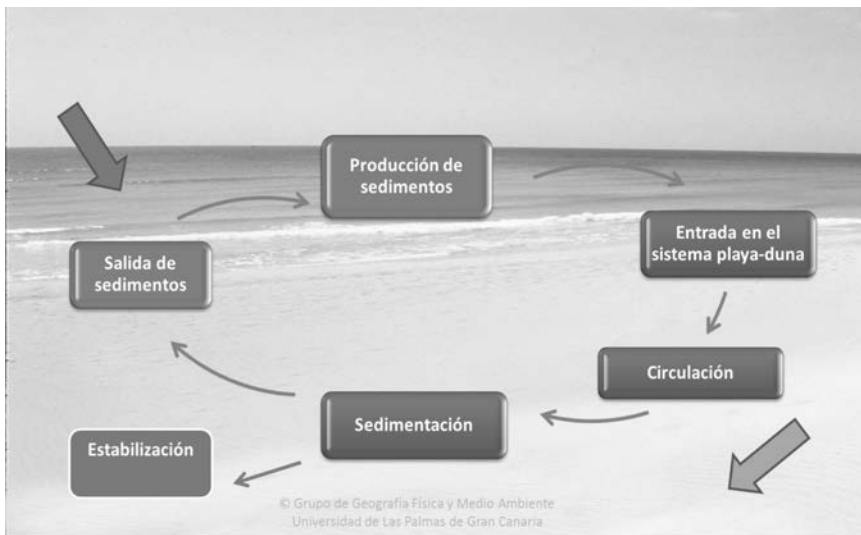 Producción de
sedimentos
Entrada en el
sistema playa-duna
Salida de
sedimentos
Circulación
Sedimentación
Estabilización
© Grupo de Geografía Física y Medio Ambiente
Universidad de Las Palmas de Gran Canaria